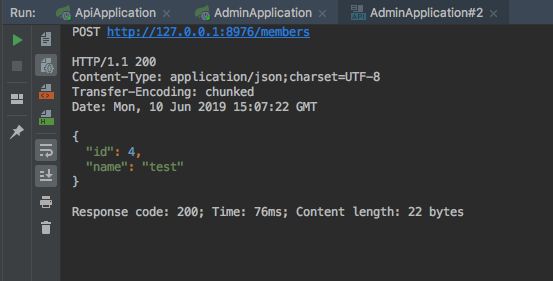 Run: ApiApplication × AdminApplication × AdminApplication#2 ×
POST http://127.0.0.1:8976/members
HTTP/1.1 200
Content-Type: application/json;charset=UTF-8
Transfer-Encoding: chunked
Date: Mon, 10 Jun 2019 15:07:22 GMT
{
"id": 4,
"name": "test"
}
Response code: 200; Time: 76ms; Content length: 22 bytes